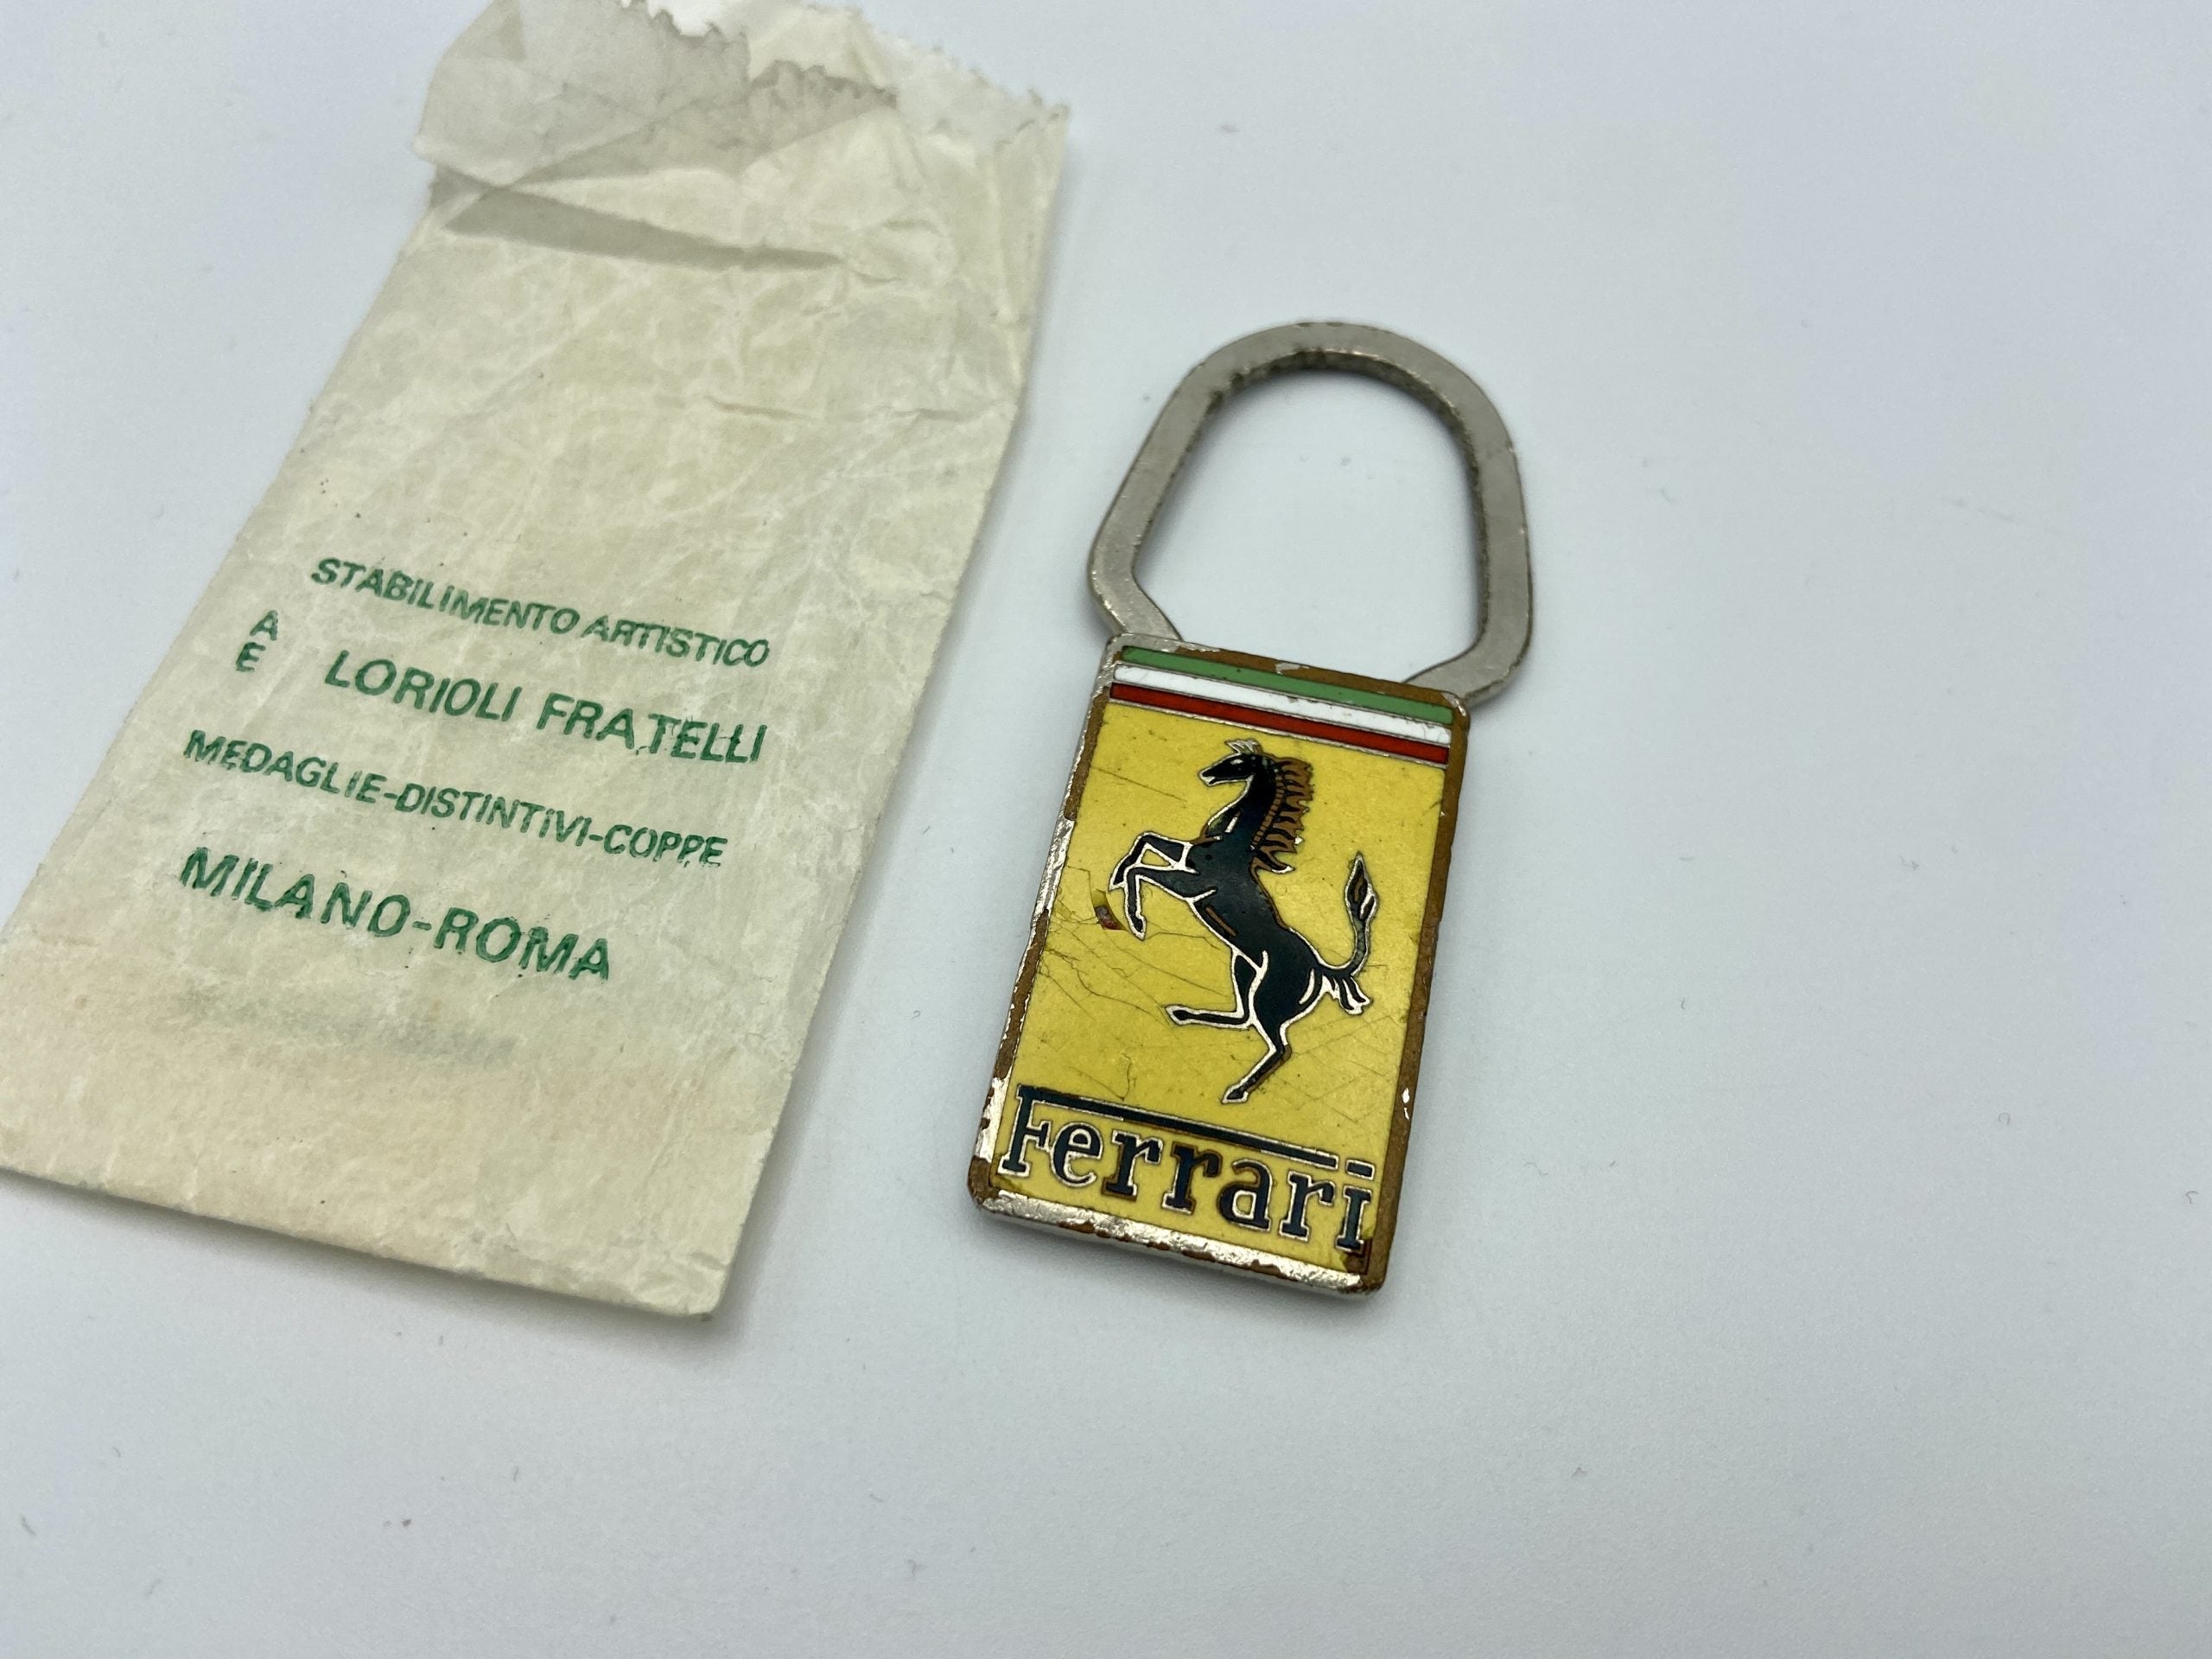 STABILIMENTO ARTISTICO
A
E
LORIOLI FRATELLI
MEDAGLIE-DISTINTIVI-COPPE
MILANO-ROMA
Ferrari